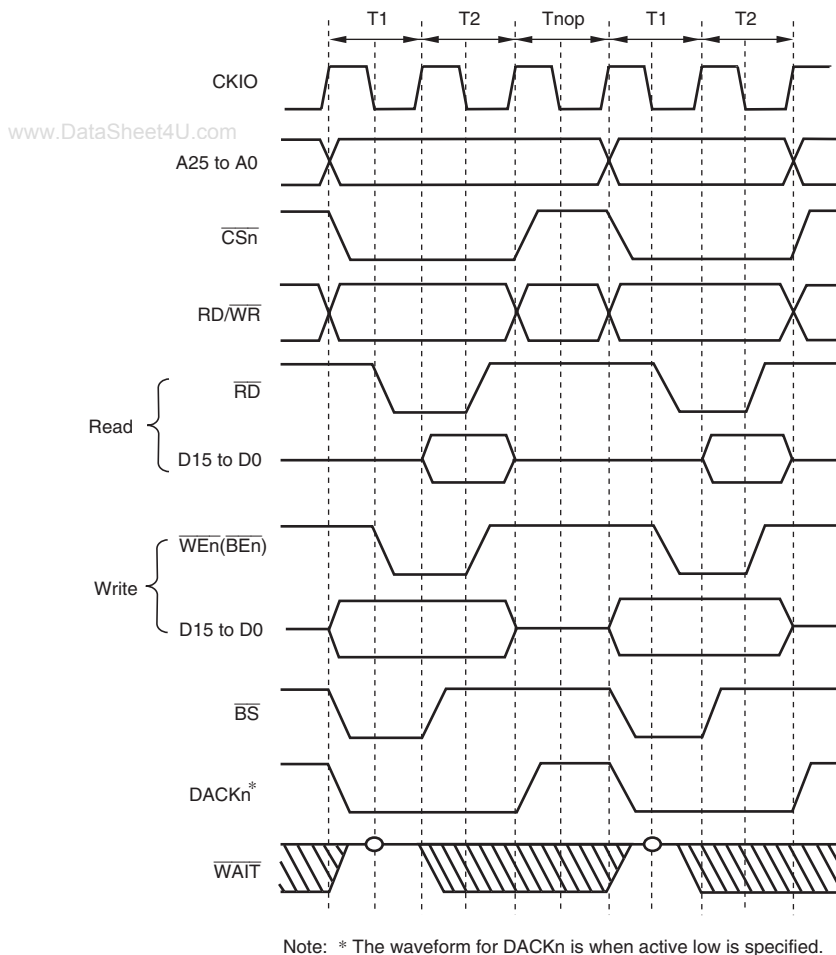 T1 T2 Tnop T1 T2
CKIO
www.DataSheet4U.com
A25 to A0
CSn
RD/WR
RD
Read
D15 to D0
WEn(BEn)
Write
D15 to D0
BS
DACKn*
WAIT
Note: * The waveform for DACKn is when active low is specified.